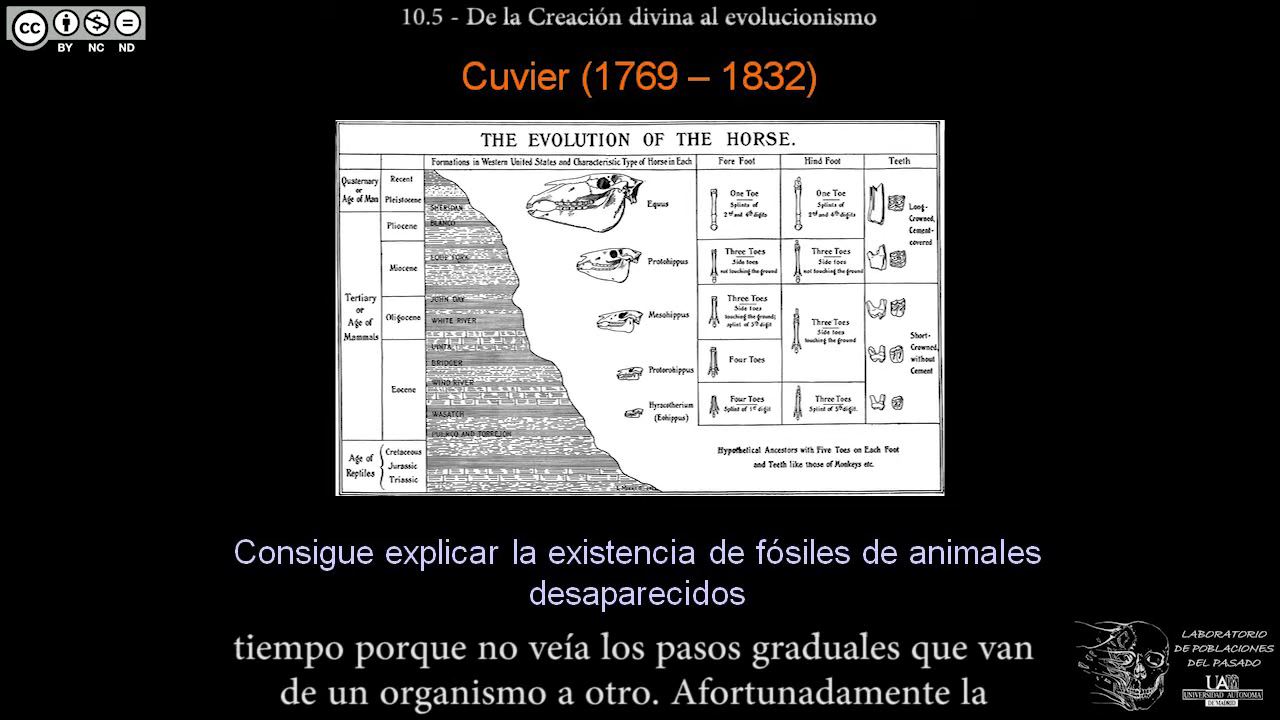 10.5 - De la Creación divina al evolucionismo
CC
BY NC ND
Cuvier (1769 – 1832)
THE EVOLUTION OF THE HORSE.
Formations in Western United States and Characteristic Type of Horse in Each
Fore Foot
Hind Foot
Teeth
Quaternary
or
Age of Man
Recent
Pleistocene
SHERIDAN
BLANCO
Equus
One Toe
Splints of
2nd and 4th digits
One Toe
Splints of
2nd and 4th digits
Long-
Crowned,
Cement-
covered
Tertiary
or
Age of
Mammals
Pliocene
Miocene
LOUP FORK
Protohippus
Three Toes
Side toes
not touching the ground
Three Toes
Side toes
not touching the ground
Oligocene
JOHN DAY
WHITE RIVER
Mesohippus
Three Toes
Side toes
touching the ground;
splint of 5th digit
Three Toes
Side toes
touching the ground
Short-
Crowned,
without
Cement
Eocene
UINTA
BRIDGER
WIND RIVER
WASATCH
PUERCO AND TORREJON
Protorohippus
Four Toes
Hyracotherium
(Eohippus)
Four Toes
Splint of 1st digit
Three Toes
Splint of 5th digit.
Age of
Reptiles
Cretaceous
Jurassic
Triassic
Hypothetical Ancestors with Five Toes on Each Foot
and Teeth like those of Monkeys etc.
Consigue explicar la existencia de fósiles de animales
desaparecidos
tiempo porque no veía los pasos graduales que van
de un organismo a otro. Afortunadamente la
LABORATORIO
DE POBLACIONES
DEL PASADO
UAM
UNIVERSIDAD AUTONOMA
DE MADRID